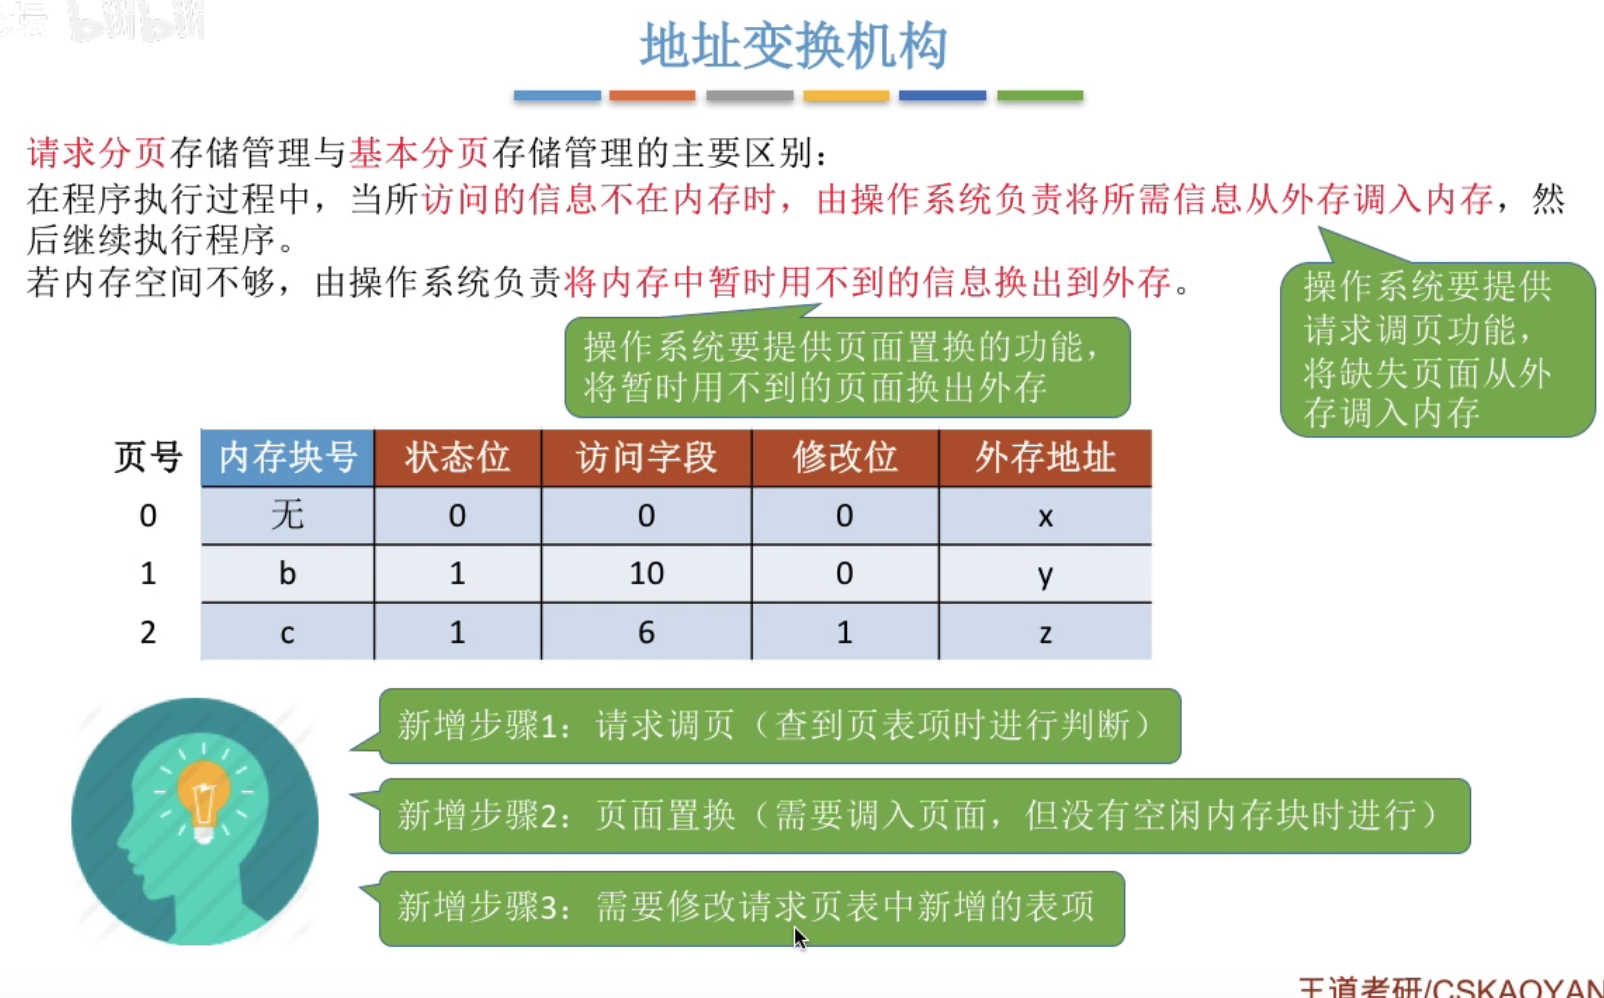 坛 bilibili
地址变换机构
请求分页存储管理与基本分页存储管理的主要区别：
在程序执行过程中，当所访问的信息不在内存时，由操作系统负责将所需信息从外存调入内存，然
后继续执行程序。
若内存空间不够，由操作系统负责将内存中暂时用不到的信息换出到外存。
操作系统要提供
请求调页功能，
将缺失页面从外
存调入内存
操作系统要提供页面置换的功能，
将暂时用不到的页面换出外存
页号 内存块号 状态位 访问字段 修改位 外存地址
0 无 0 0 0 x
1 b 1 10 0 y
2 c 1 6 1 z
新增步骤1：请求调页（查到页表项时进行判断）
新增步骤2：页面置换（需要调入页面，但没有空闲内存块时进行）
新增步骤3：需要修改请求页表中新增的表项
王道考研/CSKAOYAN